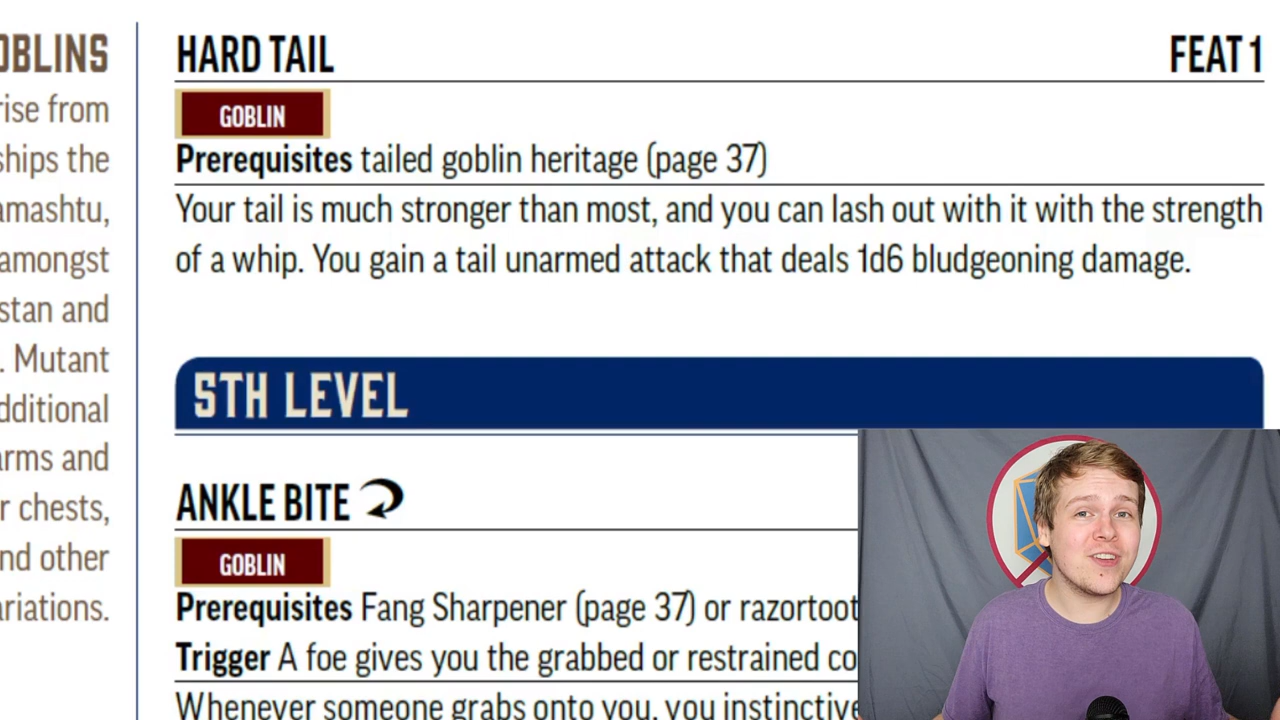 OBLINS
rise from
ships the
amashtu,
amongst
stan and
. Mutant
dditional
arms and
r chests,
nd other
ariations.
HARD TAIL FEAT 1
GOBLIN
Prerequisites tailed goblin heritage (page 37)
Your tail is much stronger than most, and you can lash out with it with the strength
of a whip. You gain a tail unarmed attack that deals 1d6 bludgeoning damage.
5TH LEVEL
ANKLE BITE
GOBLIN
Prerequisites Fang Sharpener (page 37) or razortoot
Trigger A foe gives you the grabbed or restrained co
Whenever someone grabs onto you, you instinctive